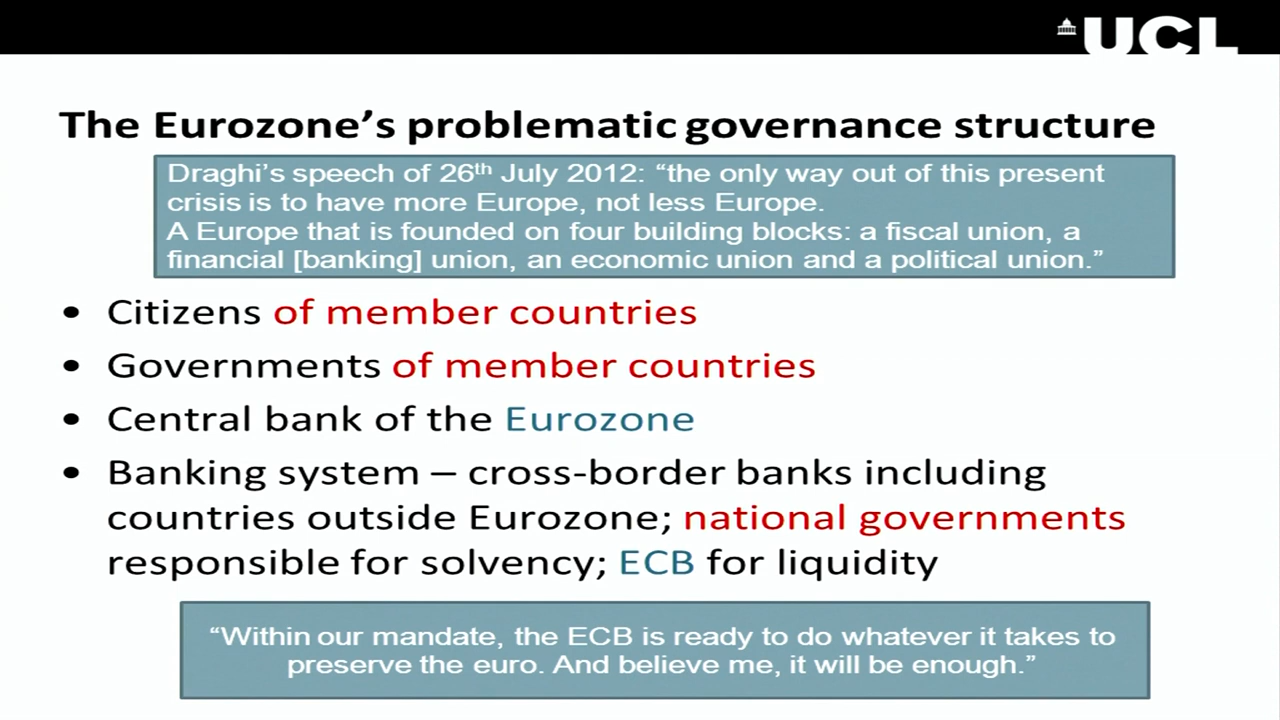 UCL
The Eurozone’s problematic governance structure
Draghi’s speech of 26th July 2012: “the only way out of this present
crisis is to have more Europe, not less Europe.
A Europe that is founded on four building blocks: a fiscal union, a
financial [banking] union, an economic union and a political union.”
• Citizens of member countries
• Governments of member countries
• Central bank of the Eurozone
• Banking system – cross-border banks including
countries outside Eurozone; national governments
responsible for solvency; ECB for liquidity
“Within our mandate, the ECB is ready to do whatever it takes to
preserve the euro. And believe me, it will be enough.”